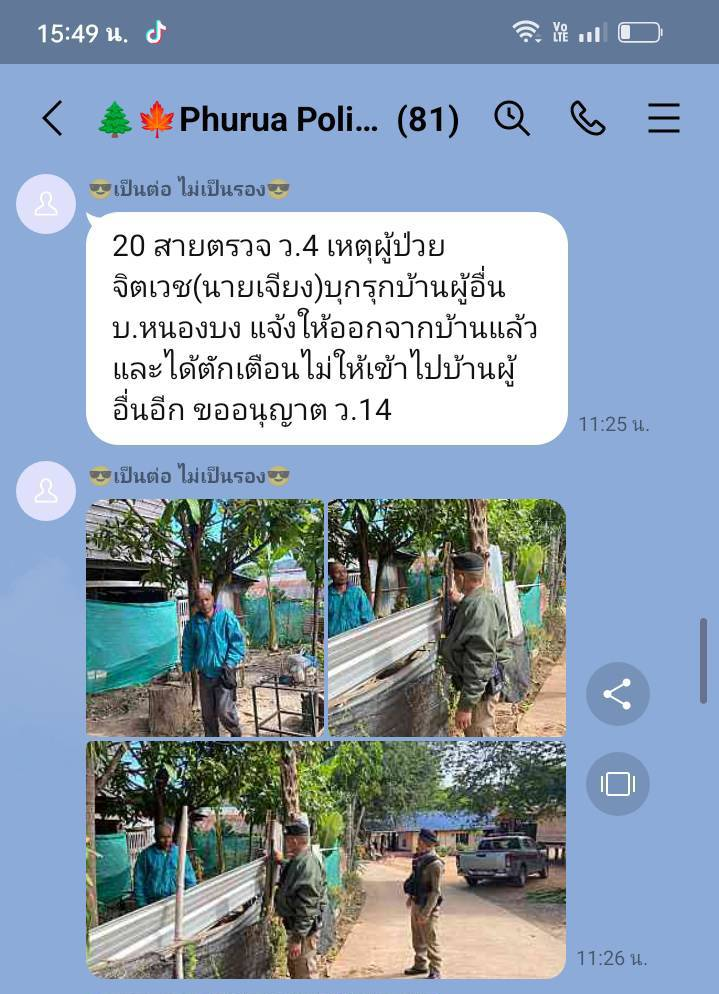 15:49 น.
Phurua Poli... (81)
เป็นต่อ ไม่เป็นรอง
20 สายตรวจ ว.4 เหตุผู้ป่วย
จิตเวช(นายเจียง)บุกรุกบ้านผู้อื่น
บ.หนองบง แจ้งให้ออกจากบ้านแล้ว
และได้ตักเตือนไม่ให้เข้าไปบ้านผู้
อื่นอีก ขออนุญาต ว.14
11:25 น.
เป็นต่อ ไม่เป็นรอง
11:26 น.